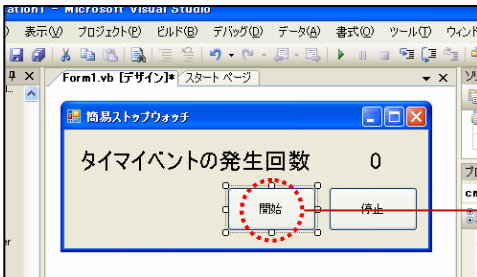 ation1 - Microsoft Visual Studio
表示(V) プロジェクト(P) ビルド(B) デバッグ(D) データ(A) 書式(O) ツール(T) ウィンド
Form1.vb [デザイン]* スタート ページ
簡易ストップウォッチ
タイマイベントの発生回数 0
開始 停止